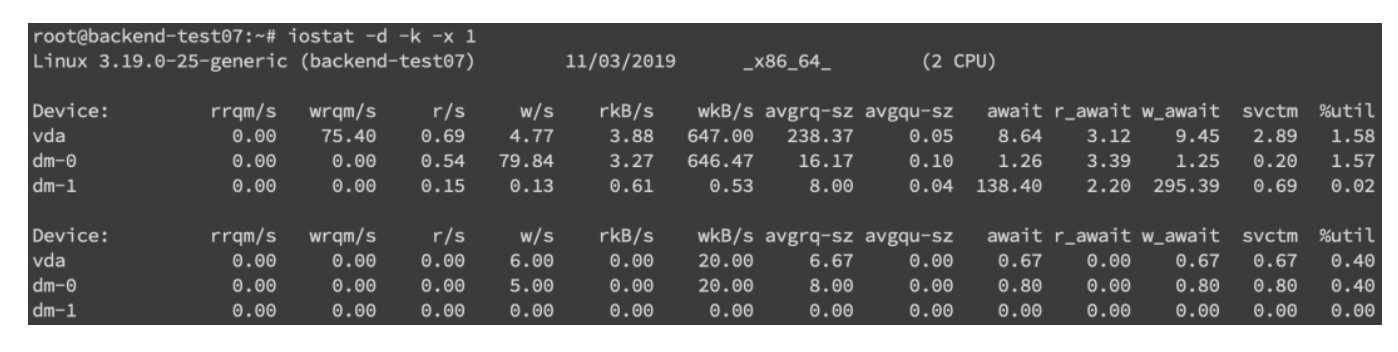 root@backend-test07:~# iostat -d -k -x 1
Linux 3.19.0-25-generic (backend-test07) 11/03/2019 _x86_64_ (2 CPU)
Device: rrqm/s wrqm/s r/s w/s rkB/s wkB/s avgrq-sz avgqu-sz await r_await w_await svctm %util
vda 0.00 75.40 0.69 4.77 3.88 647.00 238.37 0.05 8.64 3.12 9.45 2.89 1.58
dm-0 0.00 0.00 0.54 79.84 3.27 646.47 16.17 0.10 1.26 3.39 1.25 0.20 1.57
dm-1 0.00 0.00 0.15 0.13 0.61 0.53 8.00 0.04 138.40 2.20 295.39 0.69 0.02
Device: rrqm/s wrqm/s r/s w/s rkB/s wkB/s avgrq-sz avgqu-sz await r_await w_await svctm %util
vda 0.00 0.00 0.00 6.00 0.00 20.00 6.67 0.00 0.67 0.00 0.67 0.67 0.40
dm-0 0.00 0.00 0.00 5.00 0.00 20.00 8.00 0.00 0.80 0.00 0.80 0.80 0.40
dm-1 0.00 0.00 0.00 0.00 0.00 0.00 0.00 0.00 0.00 0.00 0.00 0.00 0.00